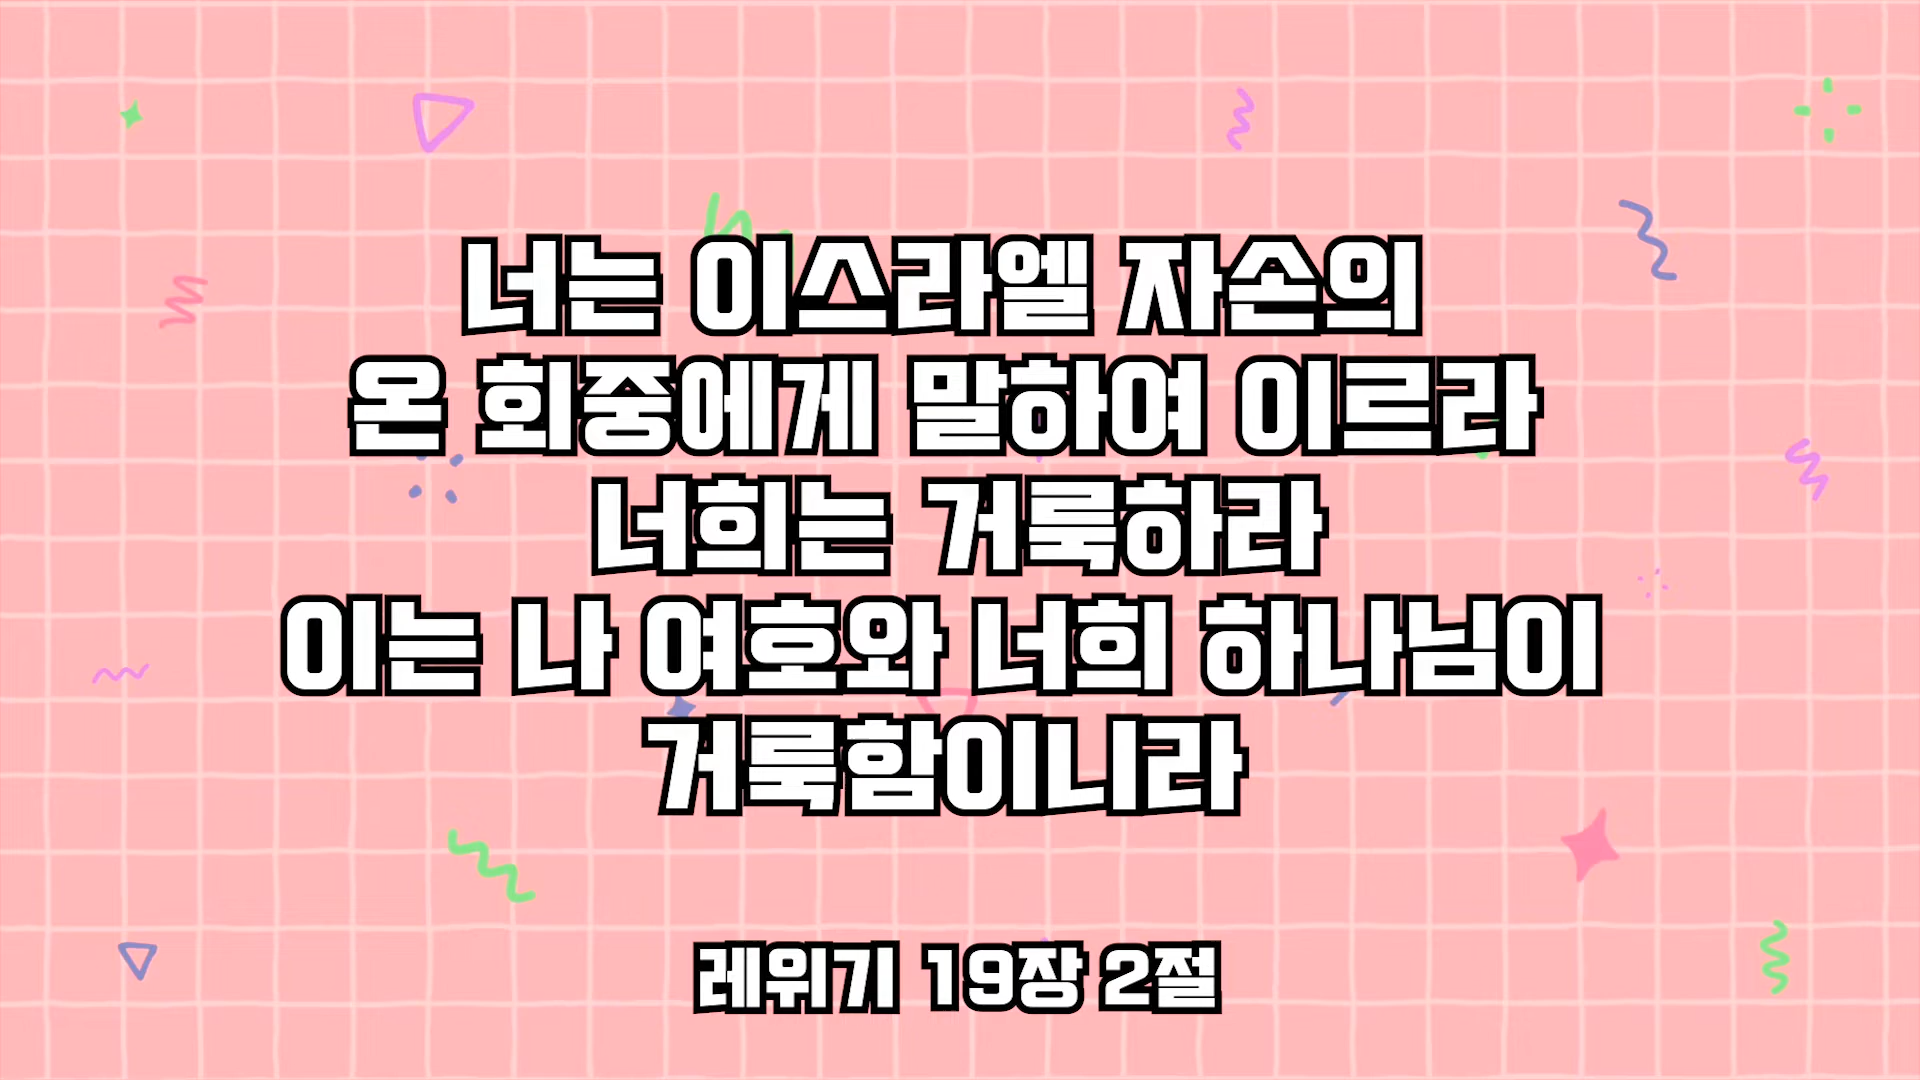 너는 이스라엘 자손의
온 회중에게 말하여 이르라
너희는 거룩하라
이는 나 여호와 너희 하나님이
거룩함이니라
레위기 19장 2절